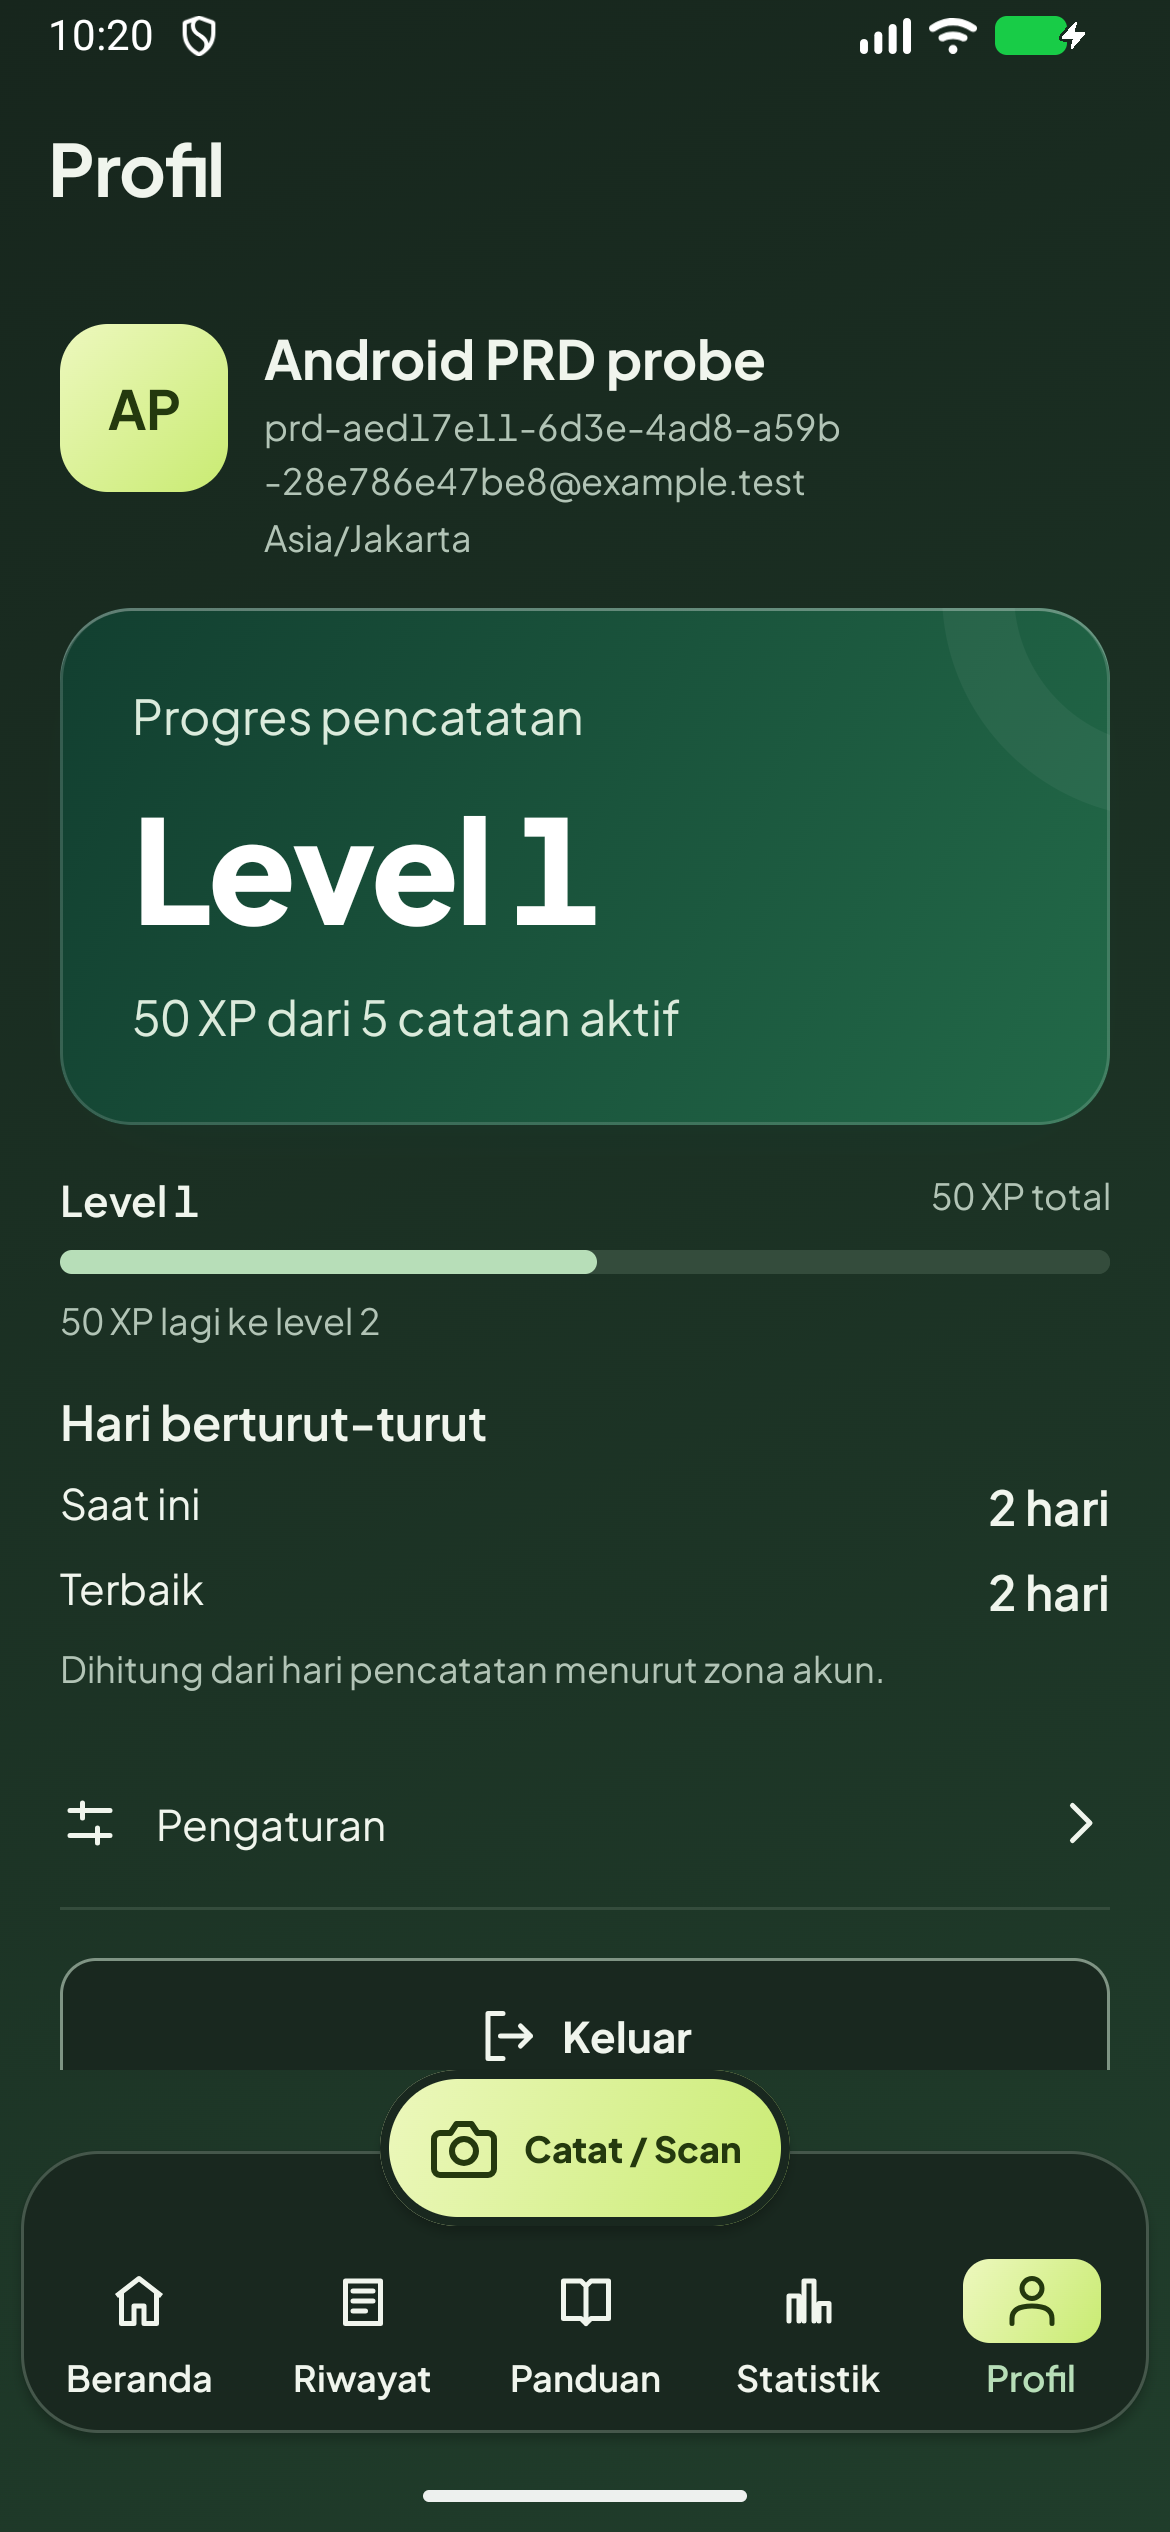 10:20
Profil
AP
Android PRD probe
prd-aed17e11-6d3e-4ad8-a59b
-28e786e47be8@example.test
Asia/Jakarta
Progres pencatatan
Level 1
50 XP dari 5 catatan aktif
Level 1
50 XP total
50 XP lagi ke level 2
Hari berturut-turut
Saat ini
2 hari
Terbaik
2 hari
Dihitung dari hari pencatatan menurut zona akun.
Pengaturan
Keluar
Catat / Scan
Beranda
Riwayat
Panduan
Statistik
Profil